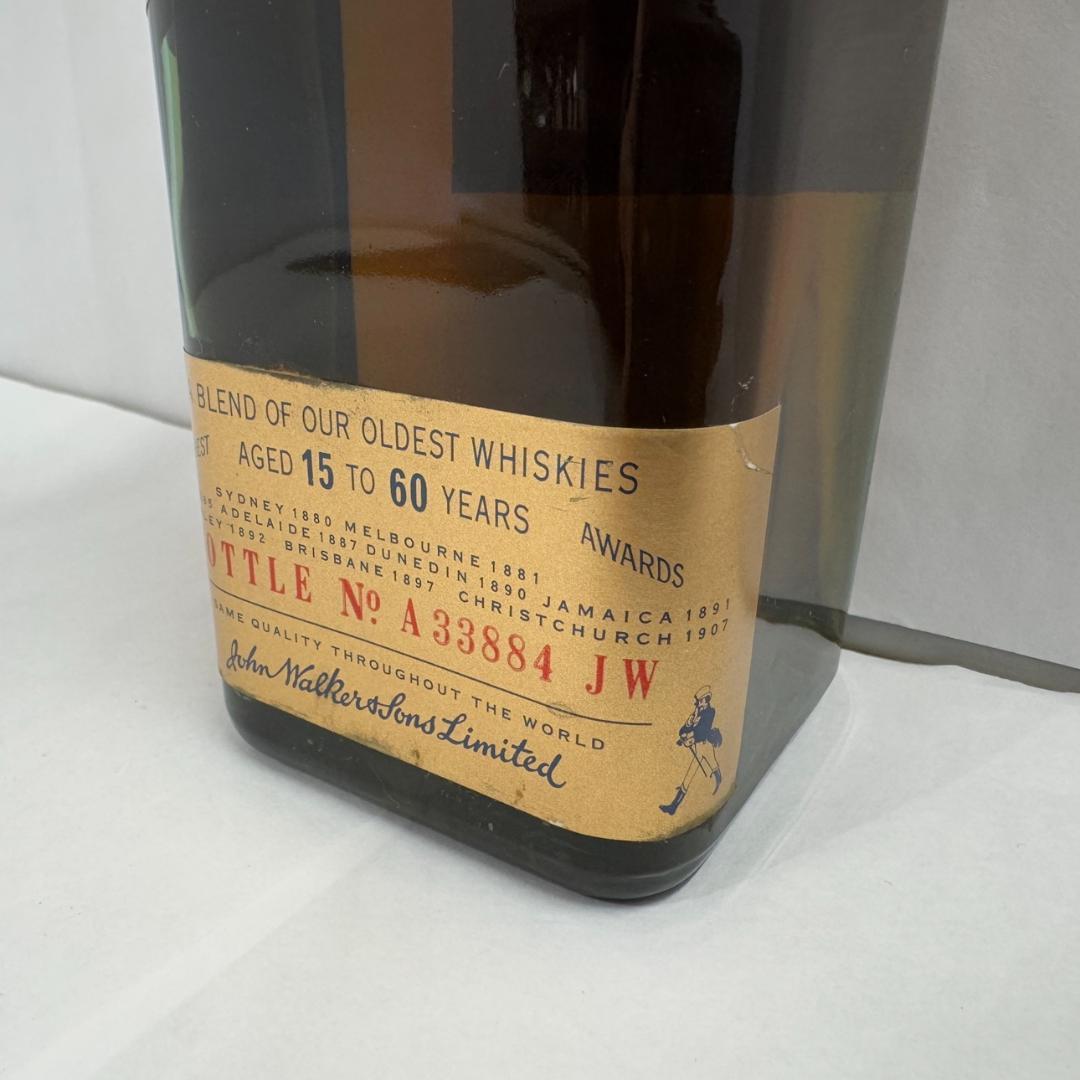 BLEND OF OUR OLDEST WHISKIES
AGED 15 TO 60 YEARS
AWARDS
SYDNEY 1880 MELBOURNE 1881
ADELAIDE 1887 DUNEDIN 1890 JAMAICA 1891
1892 BRISBANE 1897 CHRISTCHURCH 1907
OTTLE Nº A33884 JW
SAME QUALITY THROUGHOUT THE WORLD
John Walker & Sons Limited